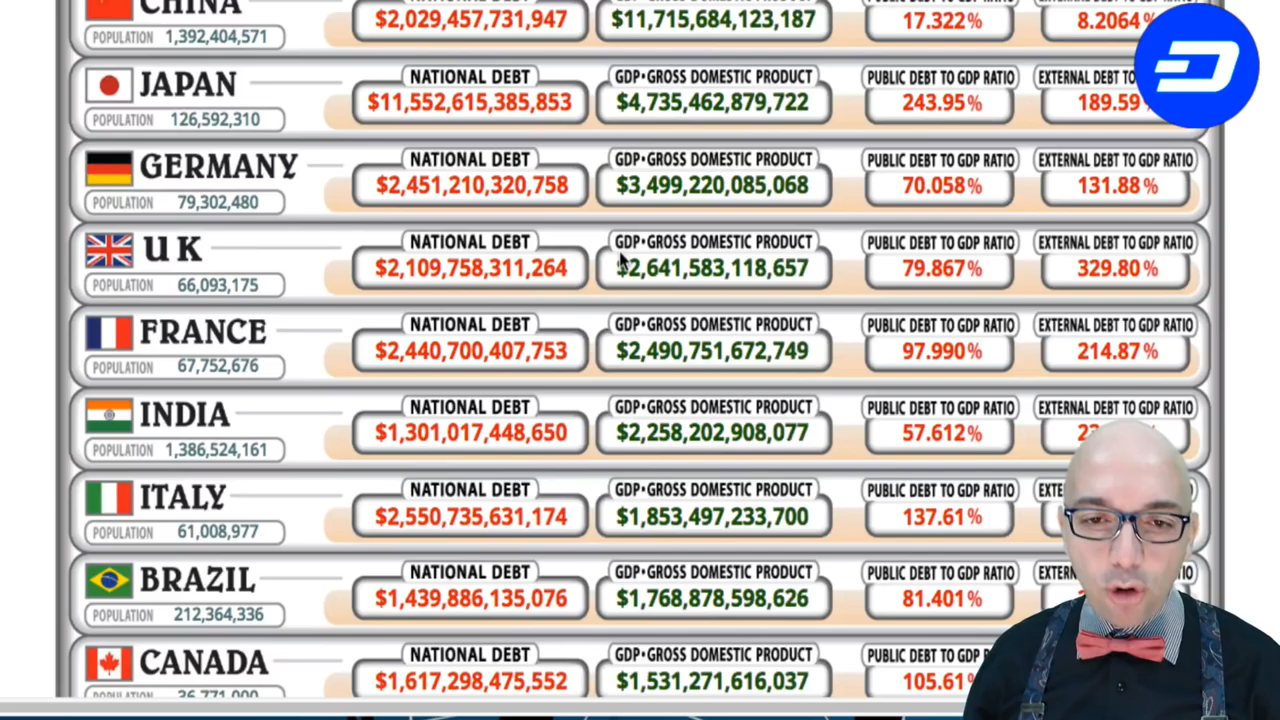 CHINA
POPULATION 1,392,404,571
$2,029,457,731,947 $11,715,684,123,187 17.322% 8.2064%
JAPAN
POPULATION 126,592,310
NATIONAL DEBT GDP•GROSS DOMESTIC PRODUCT PUBLIC DEBT TO GDP RATIO EXTERNAL DEBT TO
$11,552,615,385,853 $4,735,462,879,722 243.95% 189.59
GERMANY
POPULATION 79,302,480
NATIONAL DEBT GDP•GROSS DOMESTIC PRODUCT PUBLIC DEBT TO GDP RATIO EXTERNAL DEBT TO GDP RATIO
$2,451,210,320,758 $3,499,220,085,068 70.058% 131.88%
UK
POPULATION 66,093,175
NATIONAL DEBT GDP•GROSS DOMESTIC PRODUCT PUBLIC DEBT TO GDP RATIO EXTERNAL DEBT TO GDP RATIO
$2,109,758,311,264 $2,641,583,118,657 79.867% 329.80%
FRANCE
POPULATION 67,752,676
NATIONAL DEBT GDP•GROSS DOMESTIC PRODUCT PUBLIC DEBT TO GDP RATIO EXTERNAL DEBT TO GDP RATIO
$2,440,700,407,753 $2,490,751,672,749 97.990% 214.87%
INDIA
POPULATION 1,386,524,161
NATIONAL DEBT GDP•GROSS DOMESTIC PRODUCT PUBLIC DEBT TO GDP RATIO EXTERNAL DEBT TO GDP RATIO
$1,301,017,448,650 $2,258,202,908,077 57.612%
ITALY
POPULATION 61,008,977
NATIONAL DEBT GDP•GROSS DOMESTIC PRODUCT PUBLIC DEBT TO GDP RATIO
$2,550,735,631,174 $1,853,497,233,700 137.61%
BRAZIL
POPULATION 212,364,336
NATIONAL DEBT GDP•GROSS DOMESTIC PRODUCT PUBLIC DEBT TO GDP RATIO
$1,439,886,135,076 $1,768,878,598,626 81.401%
CANADA
NATIONAL DEBT GDP•GROSS DOMESTIC PRODUCT PUBLIC DEBT TO GDP
$1,617,298,475,552 $1,531,271,616,037 105.61